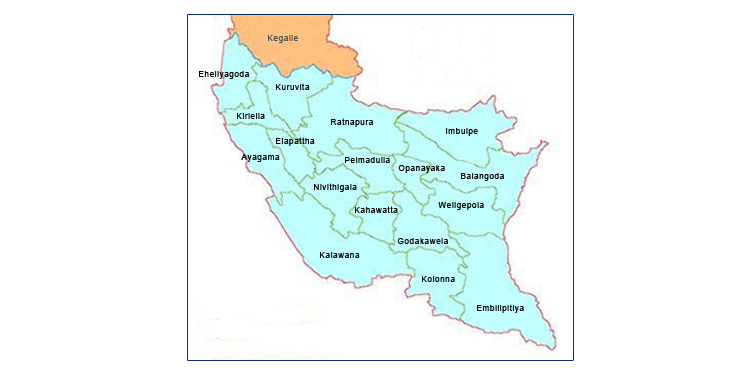 Kegalle
Eheliyagoda
Kuruvita
Kiriella
Ratnapura
Imbulpe
Elapattha
Ayagama
Pelmadulla
Opanayaka
Balangoda
Nivithigala
Weligepola
Kahawatta
Godakawela
Kalawana
Kolonna
Embilipitiya